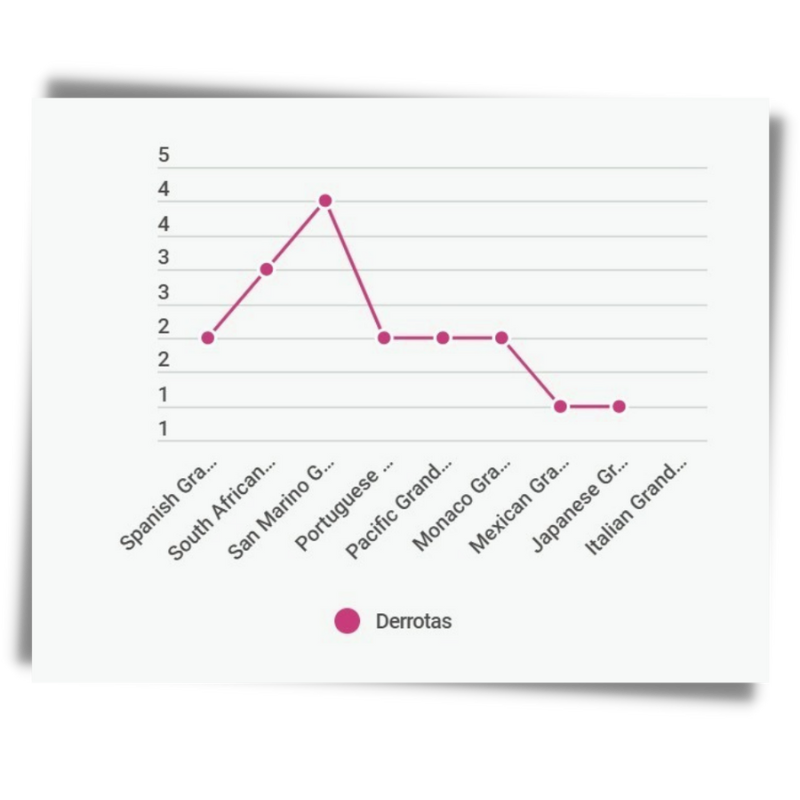 5
4
4
3
3
2
2
1
1
Spanish Gra...
South African...
San Marino G...
Portuguese ...
Pacific Grand...
Monaco Gra...
Mexican Gra...
Japanese Gr...
Italian Grand...
Derrotas